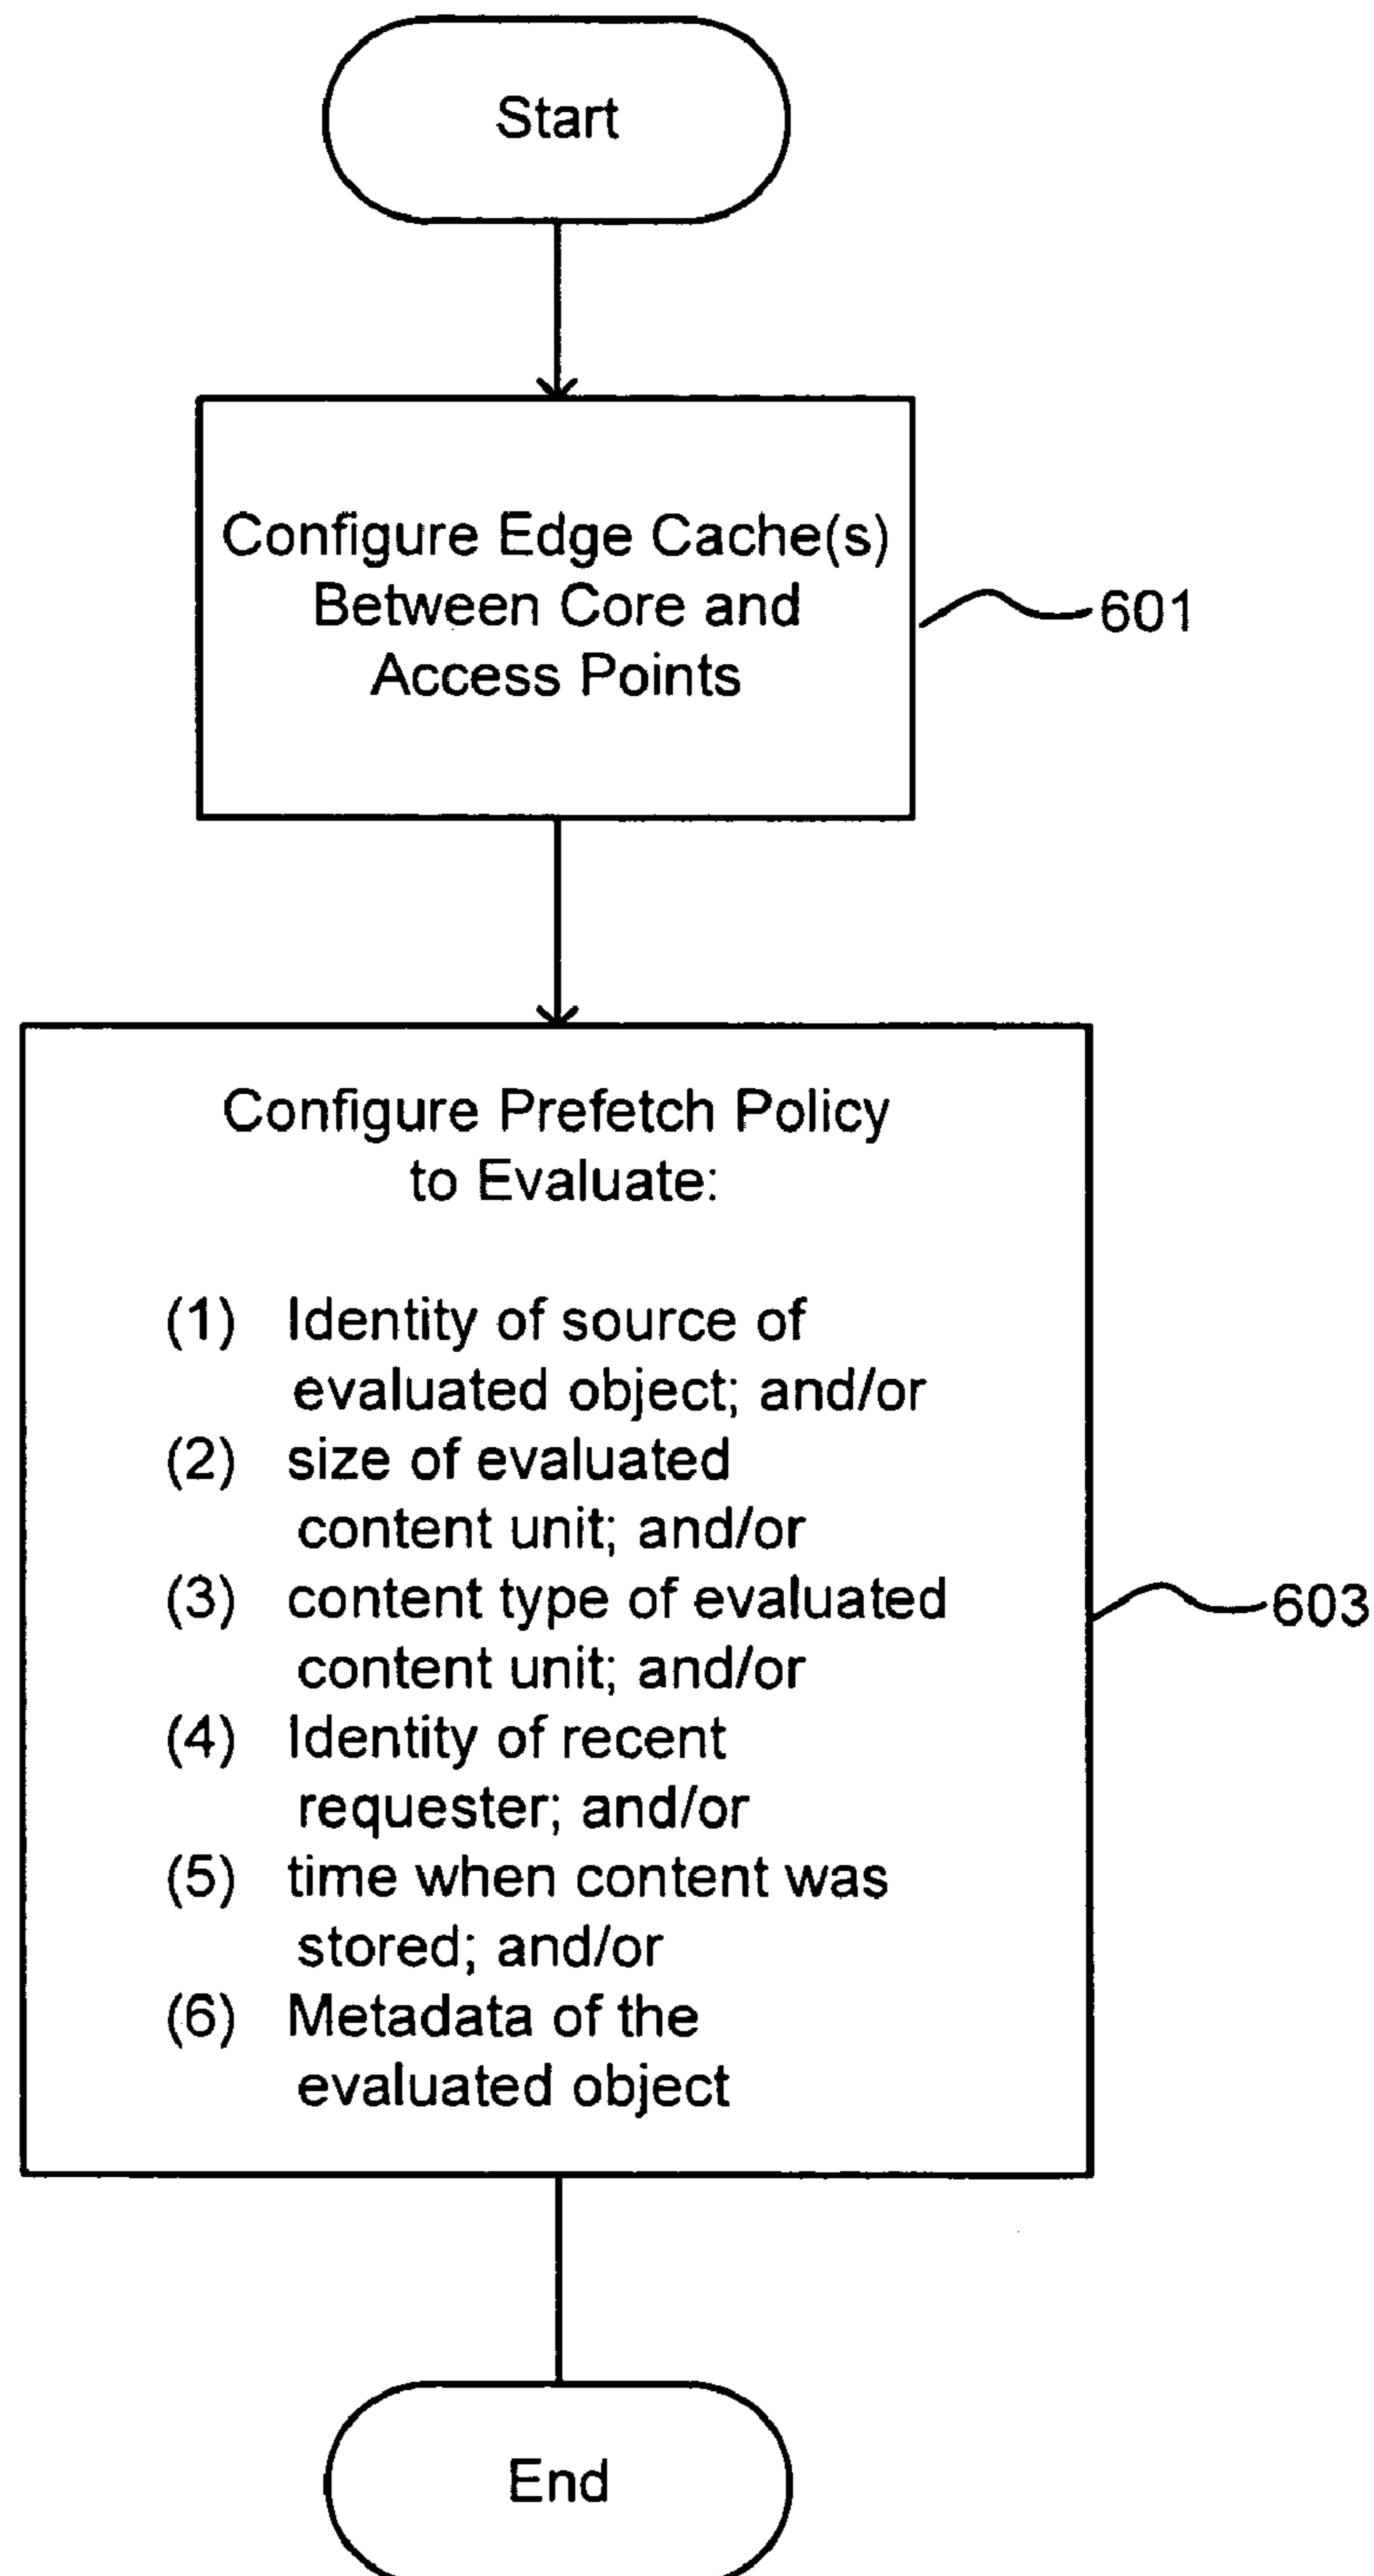 Start
Configure Edge Cache(s)
Between Core and
Access Points
601
Configure Prefetch Policy
to Evaluate:
(1) Identity of source of
evaluated object; and/or
(2) size of evaluated
content unit; and/or
(3) content type of evaluated
content unit; and/or
(4) Identity of recent
requester; and/or
(5) time when content was
stored; and/or
(6) Metadata of the
evaluated object
603
End